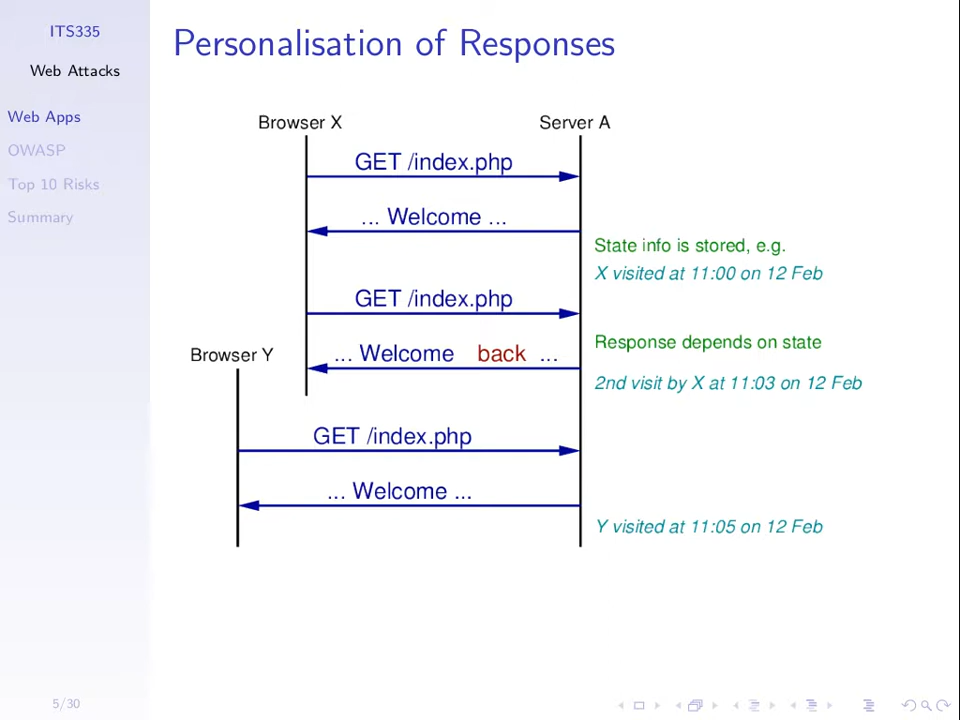 ITS335
Web Attacks
Web Apps
OWASP
Top 10 Risks
Summary
Personalisation of Responses
Browser X
Server A
GET /index.php
... Welcome ...
State info is stored, e.g.
X visited at 11:00 on 12 Feb
GET /index.php
Response depends on state
Browser Y
... Welcome back ...
2nd visit by X at 11:03 on 12 Feb
GET /index.php
... Welcome ...
Y visited at 11:05 on 12 Feb
5/30